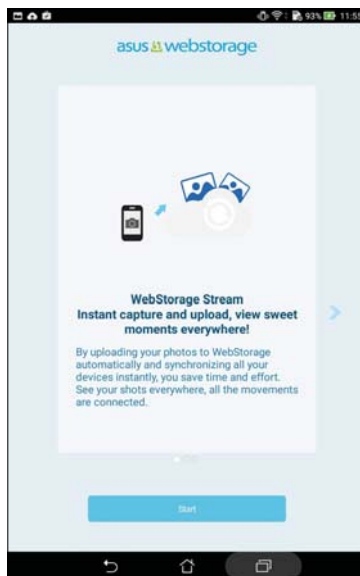 93% 11:55
asus webstorage
WebStorage Stream
Instant capture and upload, view sweet
moments everywhere!
By uploading your photos to WebStorage
automatically and synchronizing all your
devices instantly, you save time and effort.
See your shots everywhere, all the movements
are connected.
Start